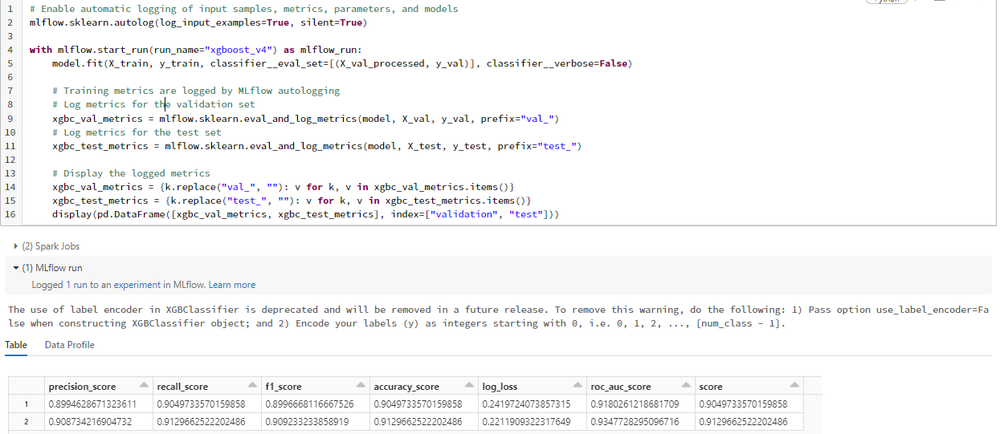 Python
1 # Enable automatic logging of input samples, metrics, parameters, and models
2 mlflow.sklearn.autolog(log_input_examples=True, silent=True)
3
4 with mlflow.start_run(run_name="xgboost_v4") as mlflow_run:
5 model.fit(X_train, y_train, classifier__eval_set=[(X_val_processed, y_val)], classifier__verbose=False)
6
7 # Training metrics are logged by MLflow autologging
8 # Log metrics for the validation set
9 xgbc_val_metrics = mlflow.sklearn.eval_and_log_metrics(model, X_val, y_val, prefix="val_")
10 # Log metrics for the test set
11 xgbc_test_metrics = mlflow.sklearn.eval_and_log_metrics(model, X_test, y_test, prefix="test_")
12
13 # Display the logged metrics
14 xgbc_val_metrics = {k.replace("val_", ""): v for k, v in xgbc_val_metrics.items()}
15 xgbc_test_metrics = {k.replace("test_", ""): v for k, v in xgbc_test_metrics.items()}
16 display(pd.DataFrame([xgbc_val_metrics, xgbc_test_metrics], index=["validation", "test"]))
(2) Spark Jobs
(1) MLflow run
Logged 1 run to an experiment in MLflow. Learn more
The use of label encoder in XGBClassifier is deprecated and will be removed in a future release. To remove this warning, do the following: 1) Pass option use_label_encoder=Fa
lse when constructing XGBClassifier object; and 2) Encode your labels (y) as integers starting with 0, i.e. 0, 1, 2, ..., [num_class - 1].
Table Data Profile
precision_score recall_score f1_score accuracy_score log_loss roc_auc_score score
1 0.8994628671323611 0.9049733570159858 0.8996668116667526 0.9049733570159858 0.2419724073857315 0.9180261218681709 0.9049733570159858
2 0.908734216904732 0.9129662522202486 0.909233233858919 0.9129662522202486 0.2211909322317649 0.9347728295096716 0.9129662522202486